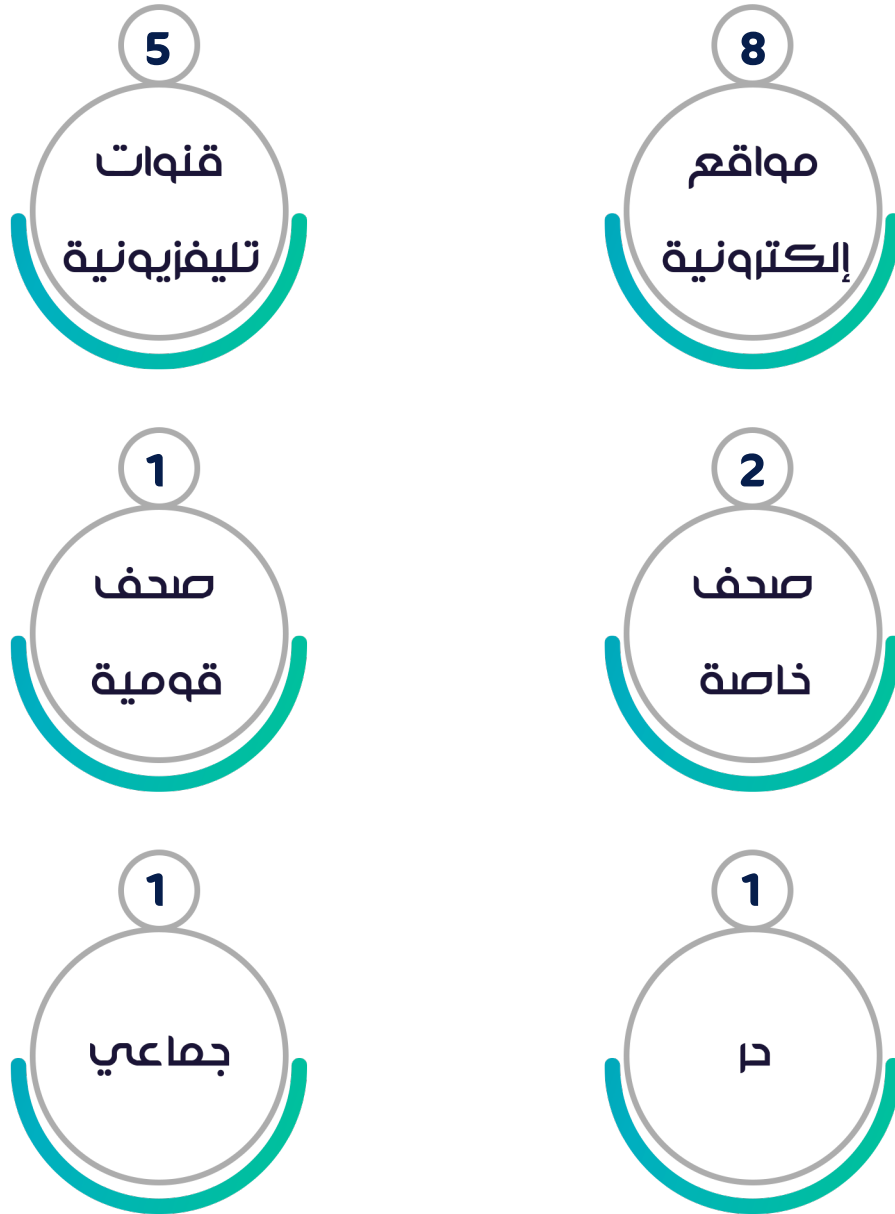 8
مواقع
إلكترونية
5
قنوات
تليفزيونية
2
صحف
خاصة
1
صحف
قومية
1
حر
1
جماعي